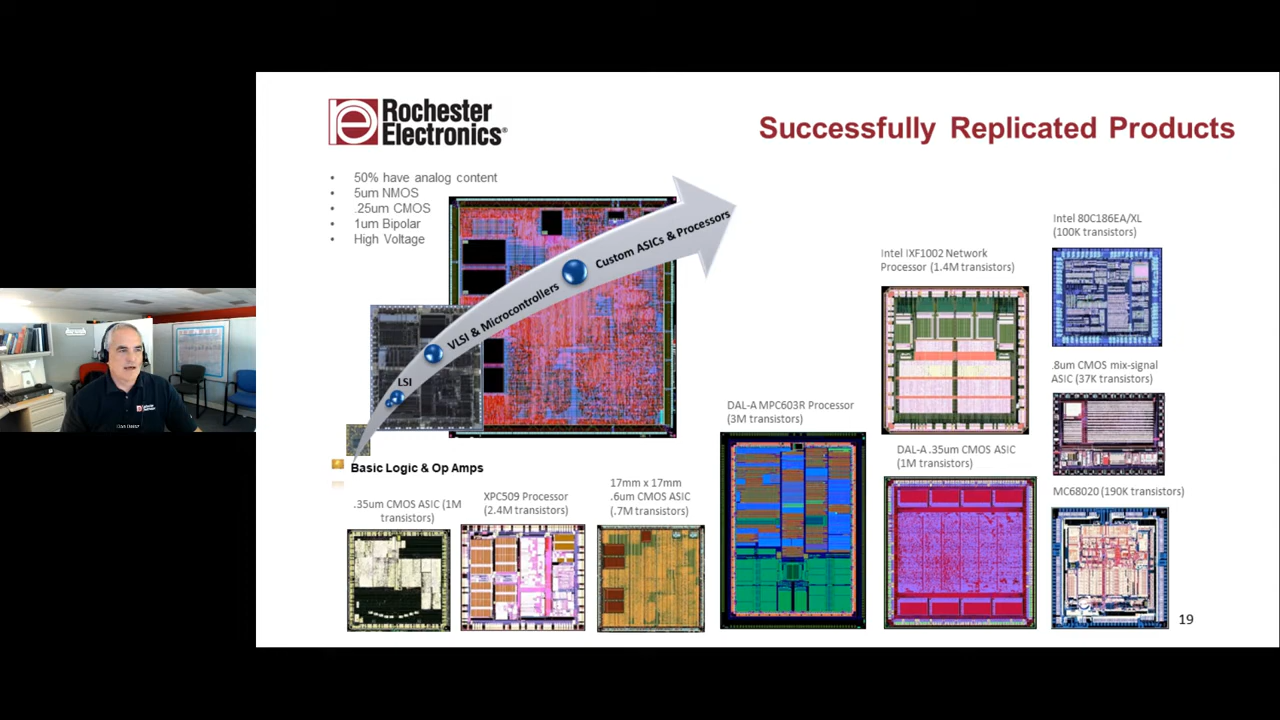 Rochester
Electronics®
Successfully Replicated Products
• 50% have analog content
• 5um NMOS
• .25um CMOS
• 1um Bipolar
• High Voltage
Custom ASICs & Processors
VLSI & Microcontrollers
LSI
Basic Logic & Op Amps
.35um CMOS ASIC (1M
transistors)
XPC509 Processor
(2.4M transistors)
17mm x 17mm
.6um CMOS ASIC
(.7M transistors)
DAL-A MPC603R Processor
(3M transistors)
Intel IXF1002 Network
Processor (1.4M transistors)
DAL-A .35um CMOS ASIC
(1M transistors)
Intel 80C186EA/XL
(100K transistors)
.8um CMOS mix-signal
ASIC (37K transistors)
MC68020 (190K transistors)
19